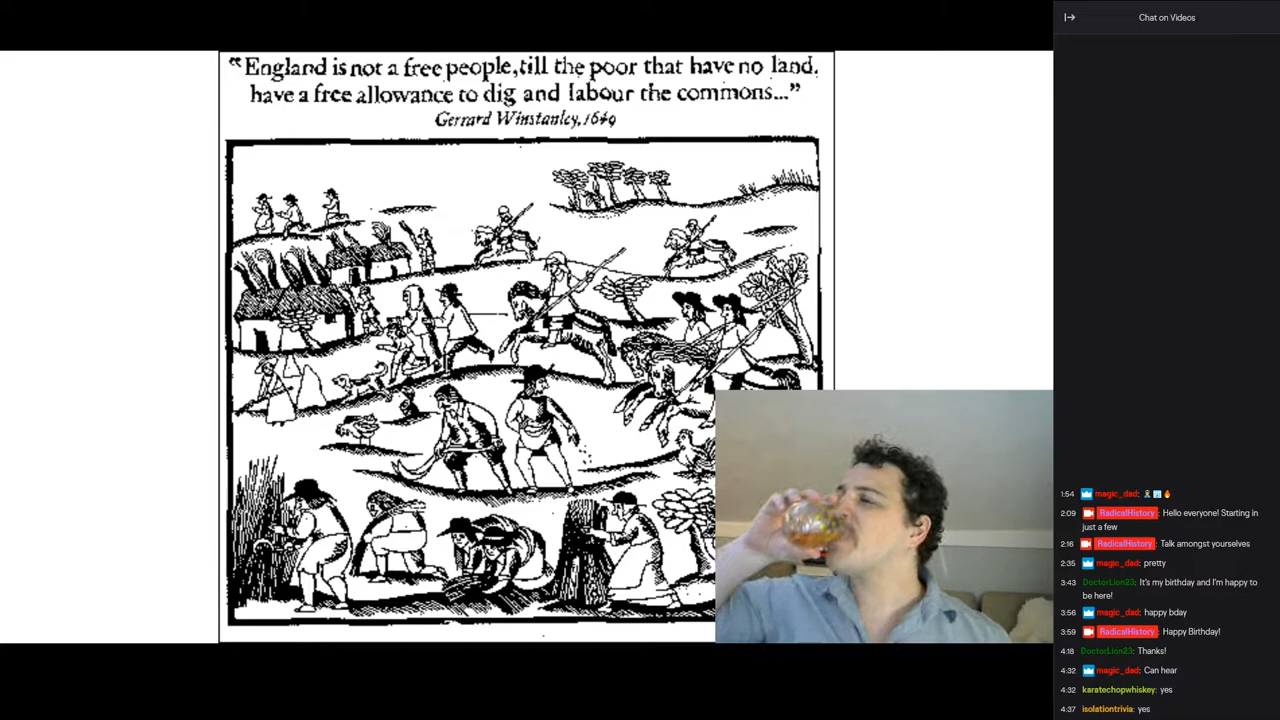 Chat on Videos
“England is not a free people, till the poor that have no land,
have a free allowance to dig and labour the commons...”
Gerrard Winstanley, 1649
1:54 magic_dad:
2:09 RadicalHistory: Hello everyone! Starting in
just a few
2:16 RadicalHistory: Talk amongst yourselves
2:35 magic_dad: pretty
3:43 DoctorLion23: It's my birthday and I'm happy to
be here!
3:56 magic_dad: happy bday
3:59 RadicalHistory: Happy Birthday!
4:18 DoctorLion23: Thanks!
4:32 magic_dad: Can hear
4:32 karatechopwhiskey: yes
4:37 isolationtrivia: yes